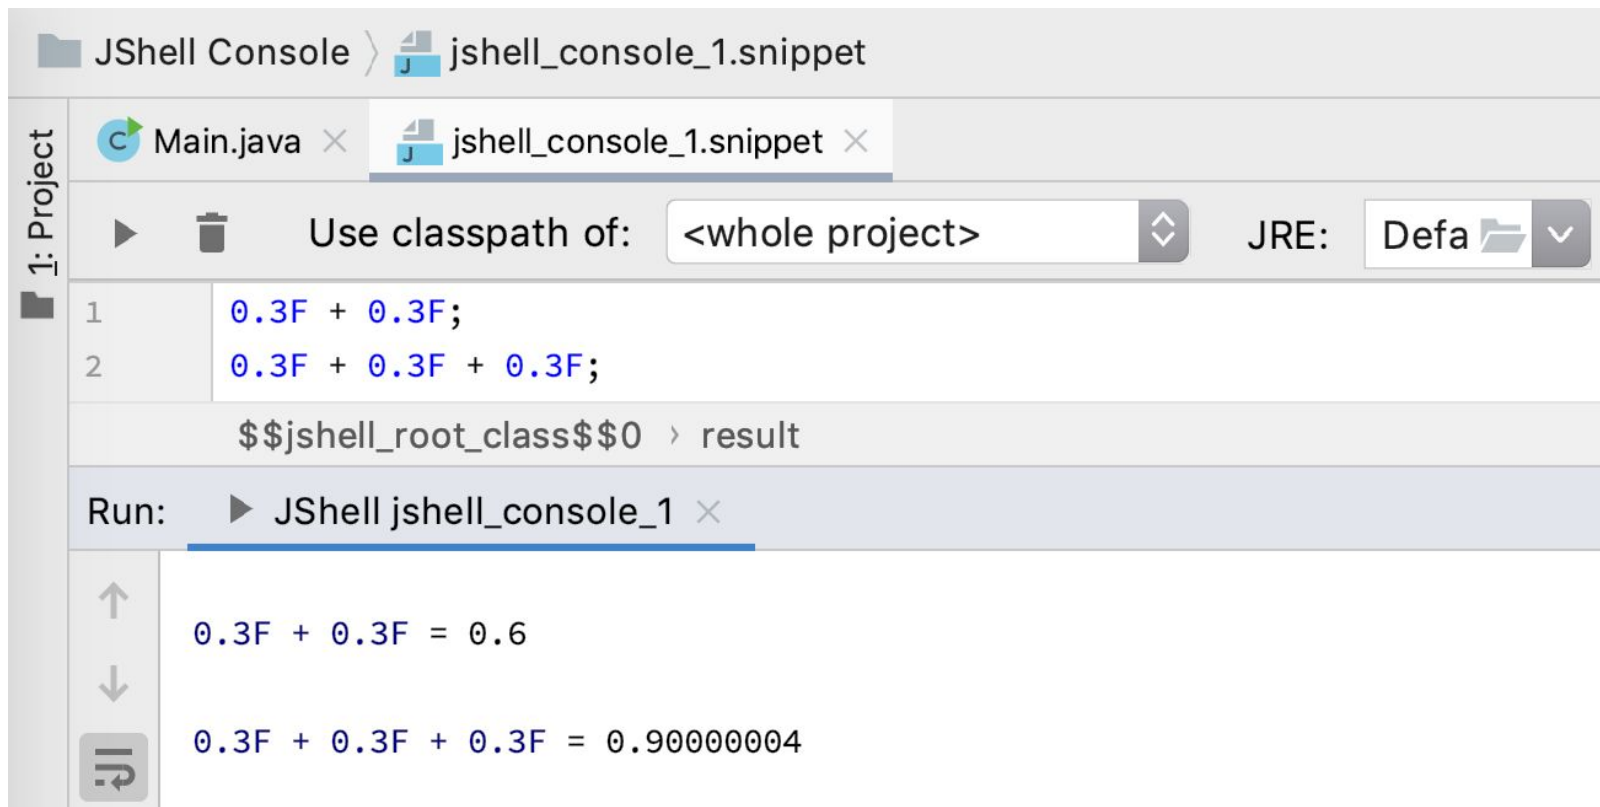 JShell Console jshell_console_1.snippet
1: Project
Main.java jshell_console_1.snippet
Use classpath of: <whole project> JRE: Defa
1 0.3F + 0.3F;
2 0.3F + 0.3F + 0.3F;
$$jshell_root_class$$0 › result
Run: JShell jshell_console_1
0.3F + 0.3F = 0.6
0.3F + 0.3F + 0.3F = 0.90000004